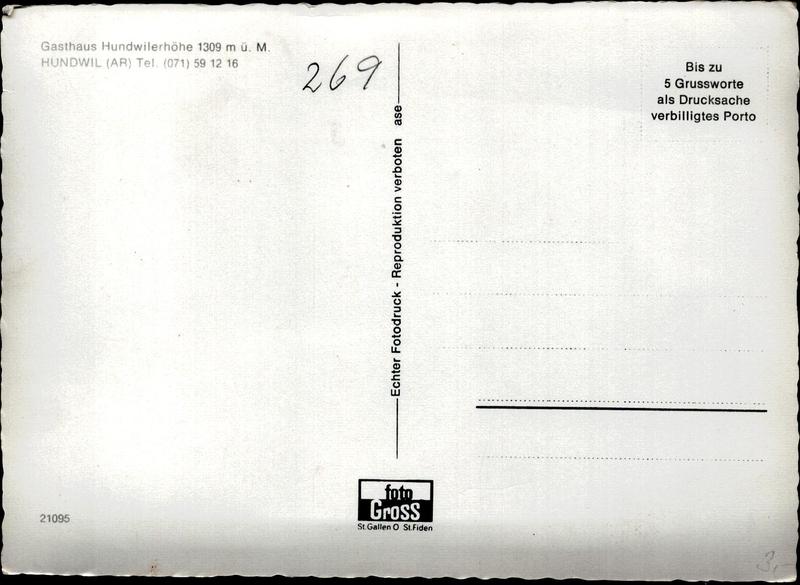 Gasthaus Hundwilerhöhe 1309 m ü. M.
HUNDWIL (AR) Tel. (071) 59 12 16
269
Bis zu
5 Grussworte
als Drucksache
verbilligtes Porto
Echter Fotodruck - Reproduktion verboten ase
foto
Gross
St.Gallen O St.Fiden
21095
3,-